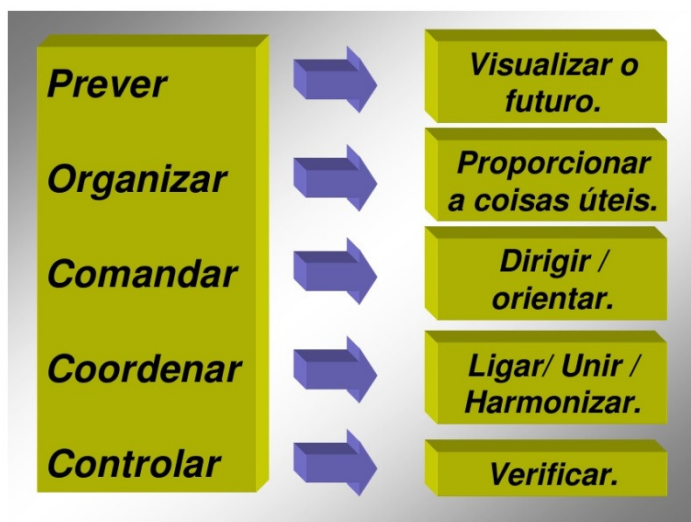 Prever
Visualizar o
futuro.
Organizar
Proporcionar
a coisas úteis.
Comandar
Dirigir /
orientar.
Coordenar
Ligar/ Unir /
Harmonizar.
Controlar
Verificar.